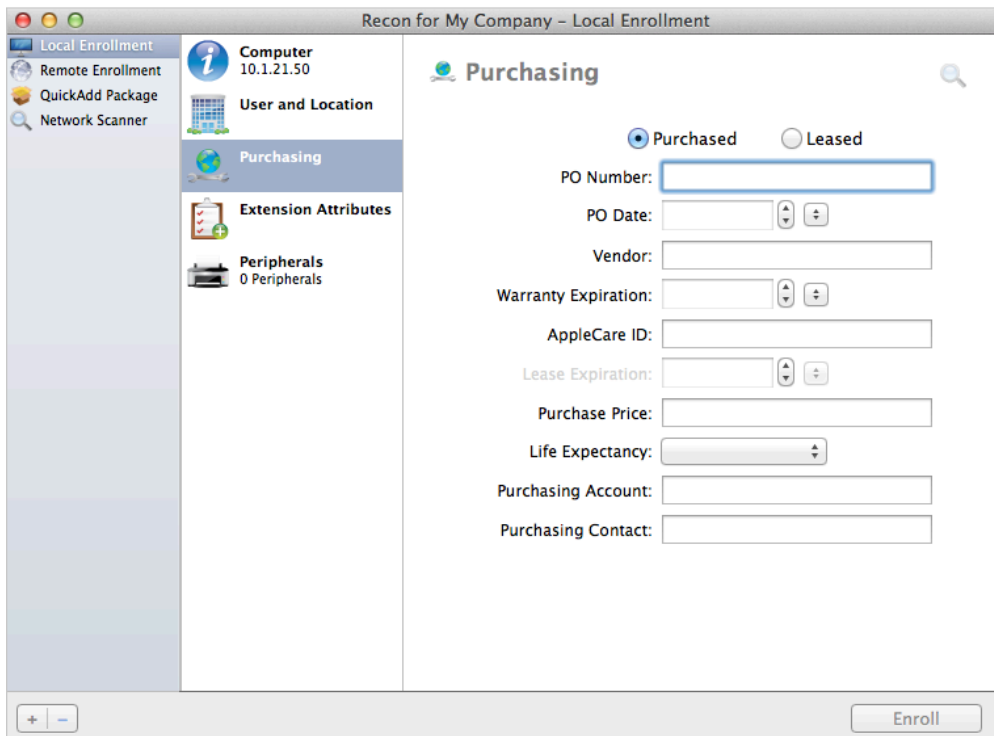 Recon for My Company – Local Enrollment
Local Enrollment
Remote Enrollment
QuickAdd Package
Network Scanner
Computer
10.1.21.50
User and Location
Purchasing
Extension Attributes
Peripherals
0 Peripherals
Purchasing
Purchased
Leased
PO Number:
PO Date:
Vendor:
Warranty Expiration:
AppleCare ID:
Lease Expiration:
Purchase Price:
Life Expectancy:
Purchasing Account:
Purchasing Contact:
+ –
Enroll